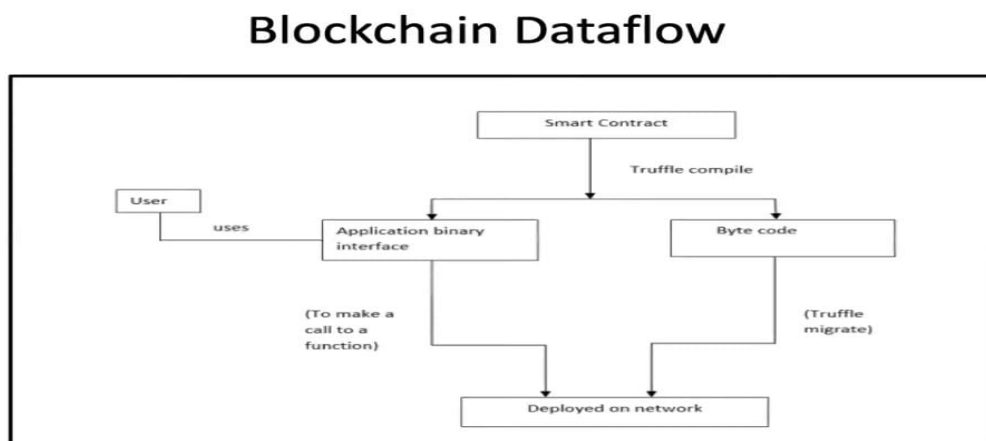 Blockchain Dataflow
Smart Contract
Truffle compile
User
uses
Application binary
interface
Byte code
(To make a
call to a
function)
(Truffle
migrate)
Deployed on network